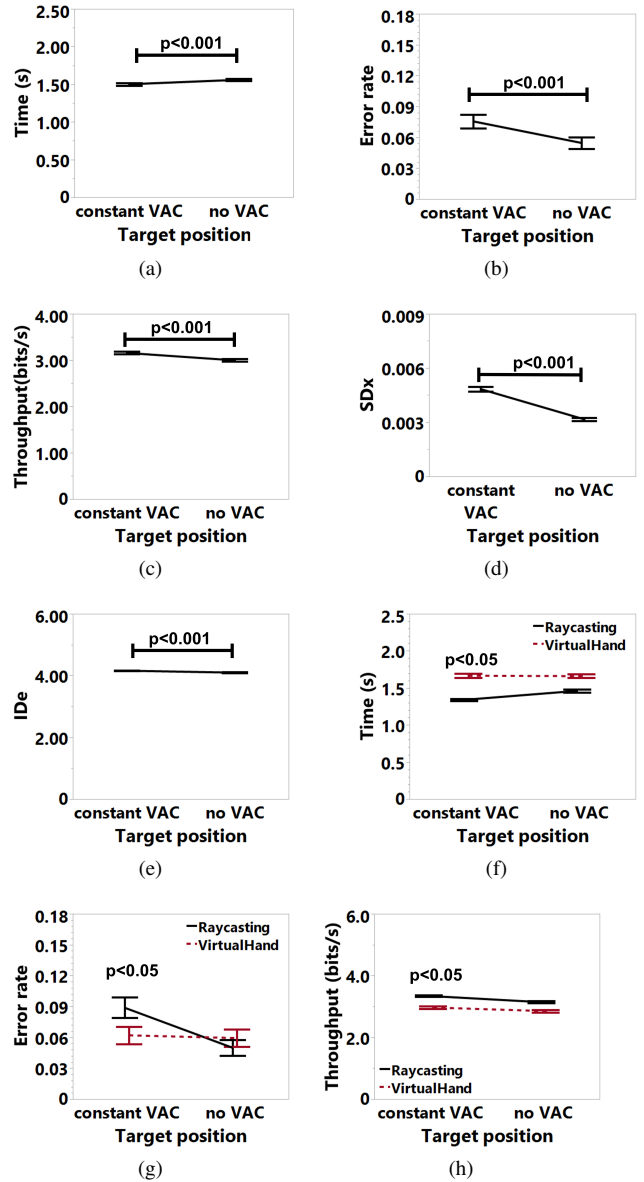 2.50
2.00
1.50
1.00
0.50
0
Time (s)
p<0.001
constant VAC
no VAC
Target position
(a)
0.18
0.15
0.12
0.09
0.06
0.03
0
Error rate
p<0.001
constant VAC
no VAC
Target position
(b)
4.00
3.00
2.00
1.00
0
Throughput(bits/s)
p<0.001
constant VAC
no VAC
Target position
(c)
0.009
0.006
0.003
0
SDx
p<0.001
constant
VAC
no VAC
Target position
(d)
6.00
4.00
2.00
0
IDe
p<0.001
constant VAC
no VAC
Target position
(e)
2.5
2.0
1.5
1.0
0.5
0
Time (s)
Raycasting
VirtualHand
p<0.05
constant VAC
no VAC
Target position
(f)
0.18
0.15
0.12
0.09
0.06
0.03
0
Error rate
Raycasting
VirtualHand
p<0.05
constant VAC
no VAC
Target position
(g)
6.0
4.0
2.0
0
Throughput (bits/s)
p<0.05
Raycasting
VirtualHand
constant VAC
no VAC
Target position
(h)